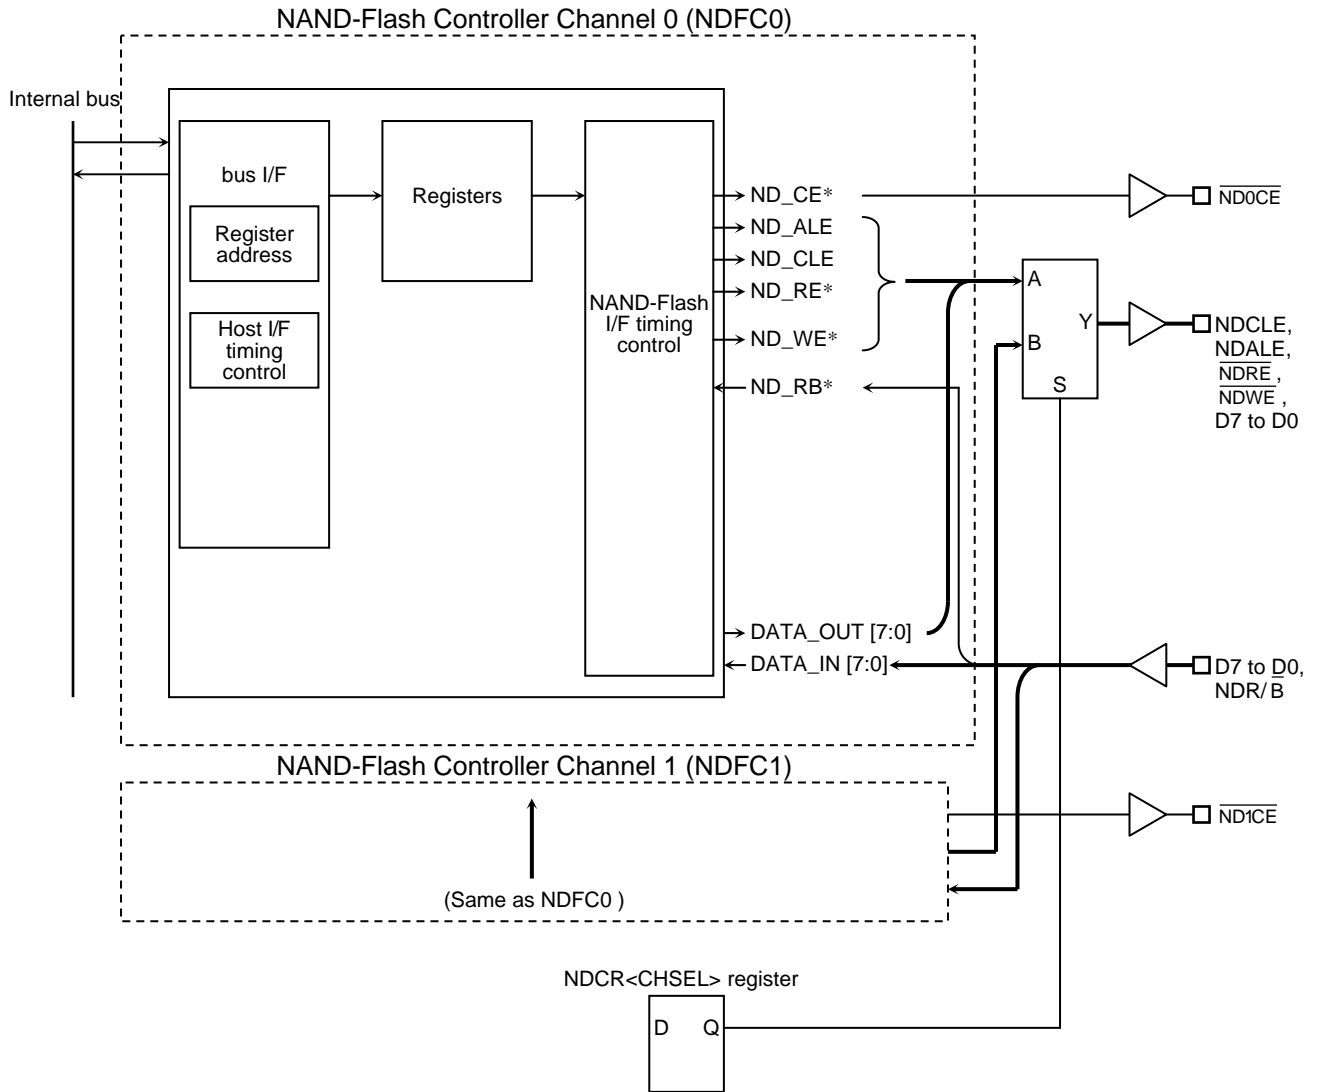 NAND-Flash Controller Channel 0 (NDFC0)
Internal bus
bus I/F
Register
address
Host I/F
timing
control
Registers
NAND-Flash
I/F timing
control
ND_CE*
ND_ALE
ND_CLE
ND_RE*
ND_WE*
ND_RB*
DATA_OUT [7:0]
DATA_IN [7:0]
A
B
Y
S
ND0CE
NDCLE,
NDALE,
NDRE,
NDWE,
D7 to D0
D7 to D0,
NDR/B
NAND-Flash Controller Channel 1 (NDFC1)
(Same as NDFC0 )
ND1CE
NDCR<CHSEL> register
D Q